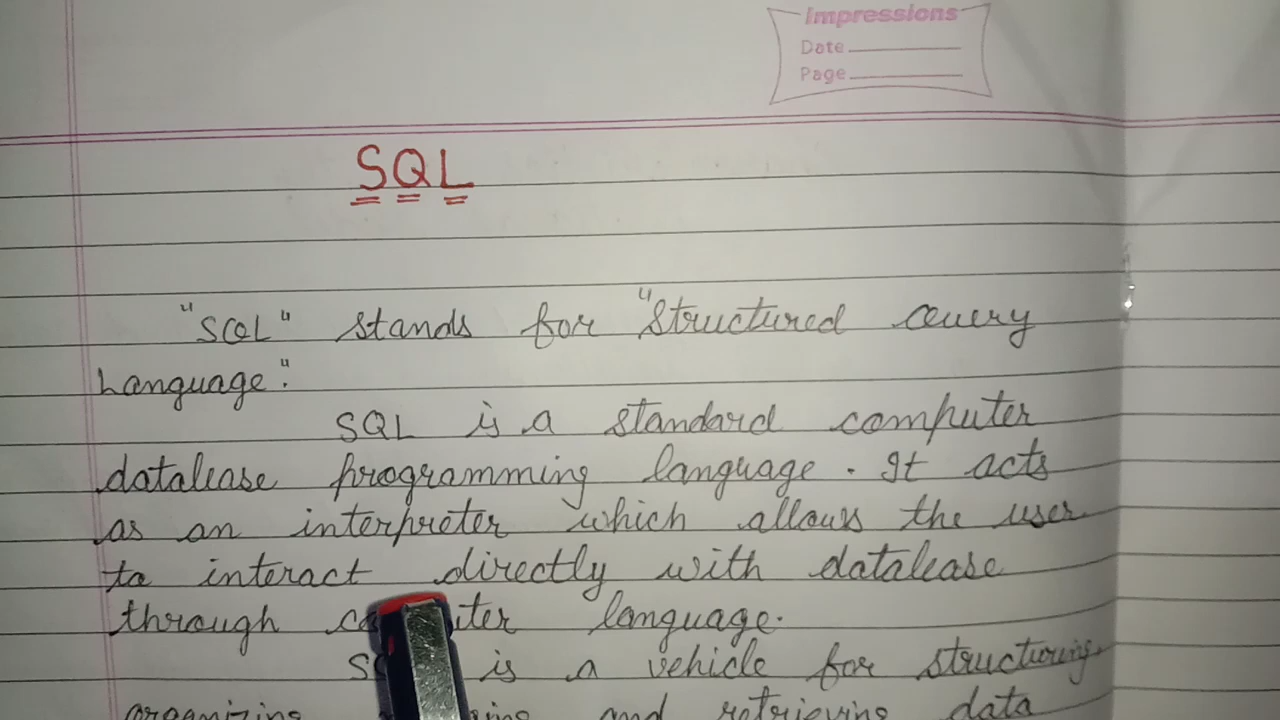 Impressions
Date
Page
SQL
"SQL" stands for "Structured Query
Language".
SQL is a standard computer
database programming language. It acts
as an interpreter which allows the user
to interact directly with database
through language.
is a vehicle for structuring
organizing and retrieving data